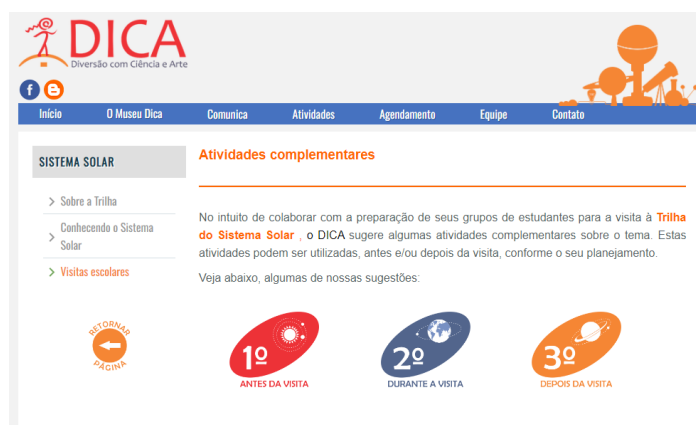 DICA
Diversão com Ciência e Arte
Início O Museu Dica Comunica Atividades Agendamento Equipe Contato
SISTEMA SOLAR
Sobre a Trilha
Conhecendo o Sistema
Solar
Visitas escolares
RETORNAR
PÁGINA
Atividades complementares
No intuito de colaborar com a preparação de seus grupos de estudantes para a visita à Trilha
do Sistema Solar , o DICA sugere algumas atividades complementares sobre o tema. Estas
atividades podem ser utilizadas, antes e/ou depois da visita, conforme o seu planejamento.
Veja abaixo, algumas de nossas sugestões:
1º
ANTES DA VISITA
2º
DURANTE A VISITA
3º
DEPOIS DA VISITA